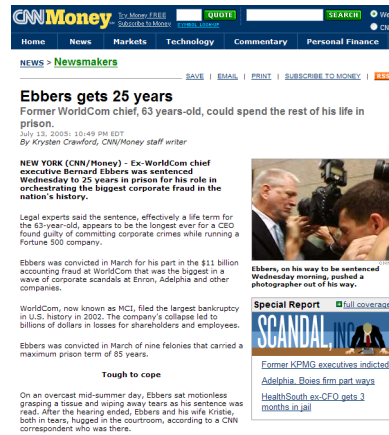 CNNMoney Try Money FREE QUOTE SEARCH
Subscribe to Money SYMBOL LOOK-UP
Home News Markets Technology Commentary Personal Finance
NEWS > Newsmakers
SAVE | EMAIL | PRINT | SUBSCRIBE TO MONEY | RSS
Ebbers gets 25 years
Former WorldCom chief, 63 years-old, could spend the rest of his life in
prison.
July 13, 2005: 10:49 PM EDT
By Krysten Crawford, CNN/Money staff writer
NEW YORK (CNN/Money) - Ex-WorldCom chief
executive Bernard Ebbers was sentenced
Wednesday to 25 years in prison for his role in
orchestrating the biggest corporate fraud in the
nation's history.
Legal experts said the sentence, effectively a life term for
the 63-year-old, appears to be the longest ever for a CEO
found guilty of committing corporate crimes while running a
Fortune 500 company.
Ebbers was convicted in March for his part in the $11 billion
accounting fraud at WorldCom that was the biggest in a
wave of corporate scandals at Enron, Adelphia and other
companies.
WorldCom, now known as MCI, filed the largest bankruptcy
in U.S. history in 2002. The company's collapse led to
billions of dollars in losses for shareholders and employees.
Ebbers was convicted in March of nine felonies that carried a
maximum prison term of 85 years.
Tough to cope
On an overcast mid-summer day, Ebbers sat motionless
grasping a tissue and wiping away tears as his sentence was
read. After the hearing ended, Ebbers and his wife Kristie,
both in tears, hugged in the courtroom, according to a CNN
correspondent who was there.
Ebbers, on his way to be sentenced
Wednesday morning, pushed a
photographer out of his way.
Special Report full coverage
SCANDAL, INC
Former KPMG executives indicted
Adelphia, Boies firm part ways
HealthSouth ex-CFO gets 3
months in jail